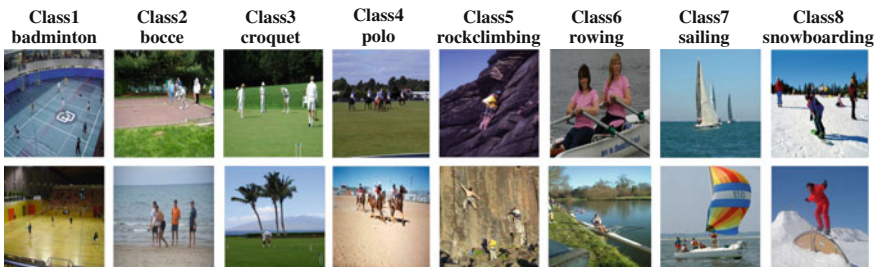 Class1 Class2 Class3 Class4 Class5 Class6 Class7 Class8
badminton bocce croquet polo rockclimbing rowing sailing snowboarding